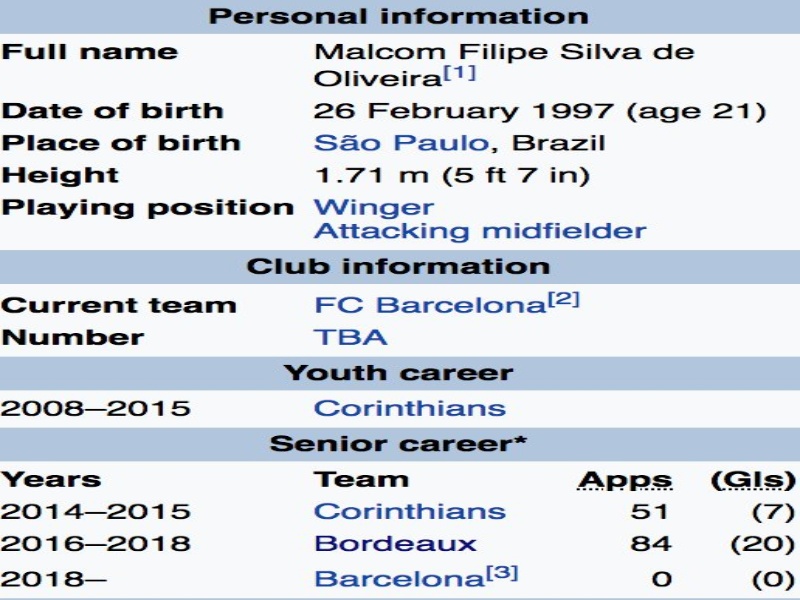 Personal information
Full name Malcom Filipe Silva de
Oliveira[1]
Date of birth 26 February 1997 (age 21)
Place of birth São Paulo, Brazil
Height 1.71 m (5 ft 7 in)
Playing position Winger
Attacking midfielder
Club information
Current team FC Barcelona[2]
Number TBA
Youth career
2008–2015 Corinthians
Senior career*
Years Team Apps (Gls)
2014–2015 Corinthians 51 (7)
2016–2018 Bordeaux 84 (20)
2018– Barcelona[3] 0 (0)